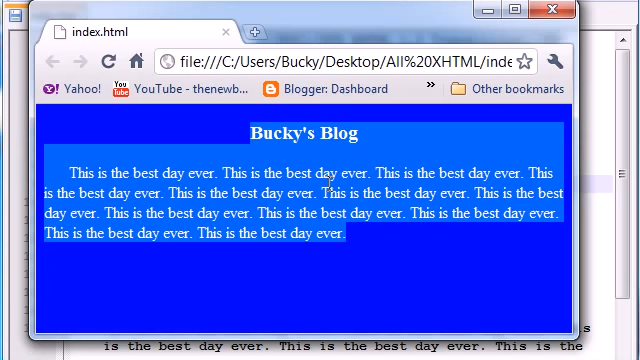 index.html
file:///C:/Users/Bucky/Desktop/All%20XHTML/inde
Yahoo!
YouTube - thenewb...
Blogger: Dashboard
»
Other bookmarks
Bucky's Blog
This is the best day ever. This is the best day ever. This is the best day ever. This
is the best day ever. This is the best day ever. This is the best day ever. This is the best
day ever. This is the best day ever. This is the best day ever. This is the best day ever.
This is the best day ever. This is the best day ever.
is the best day ever. This is the best day ever. This is the